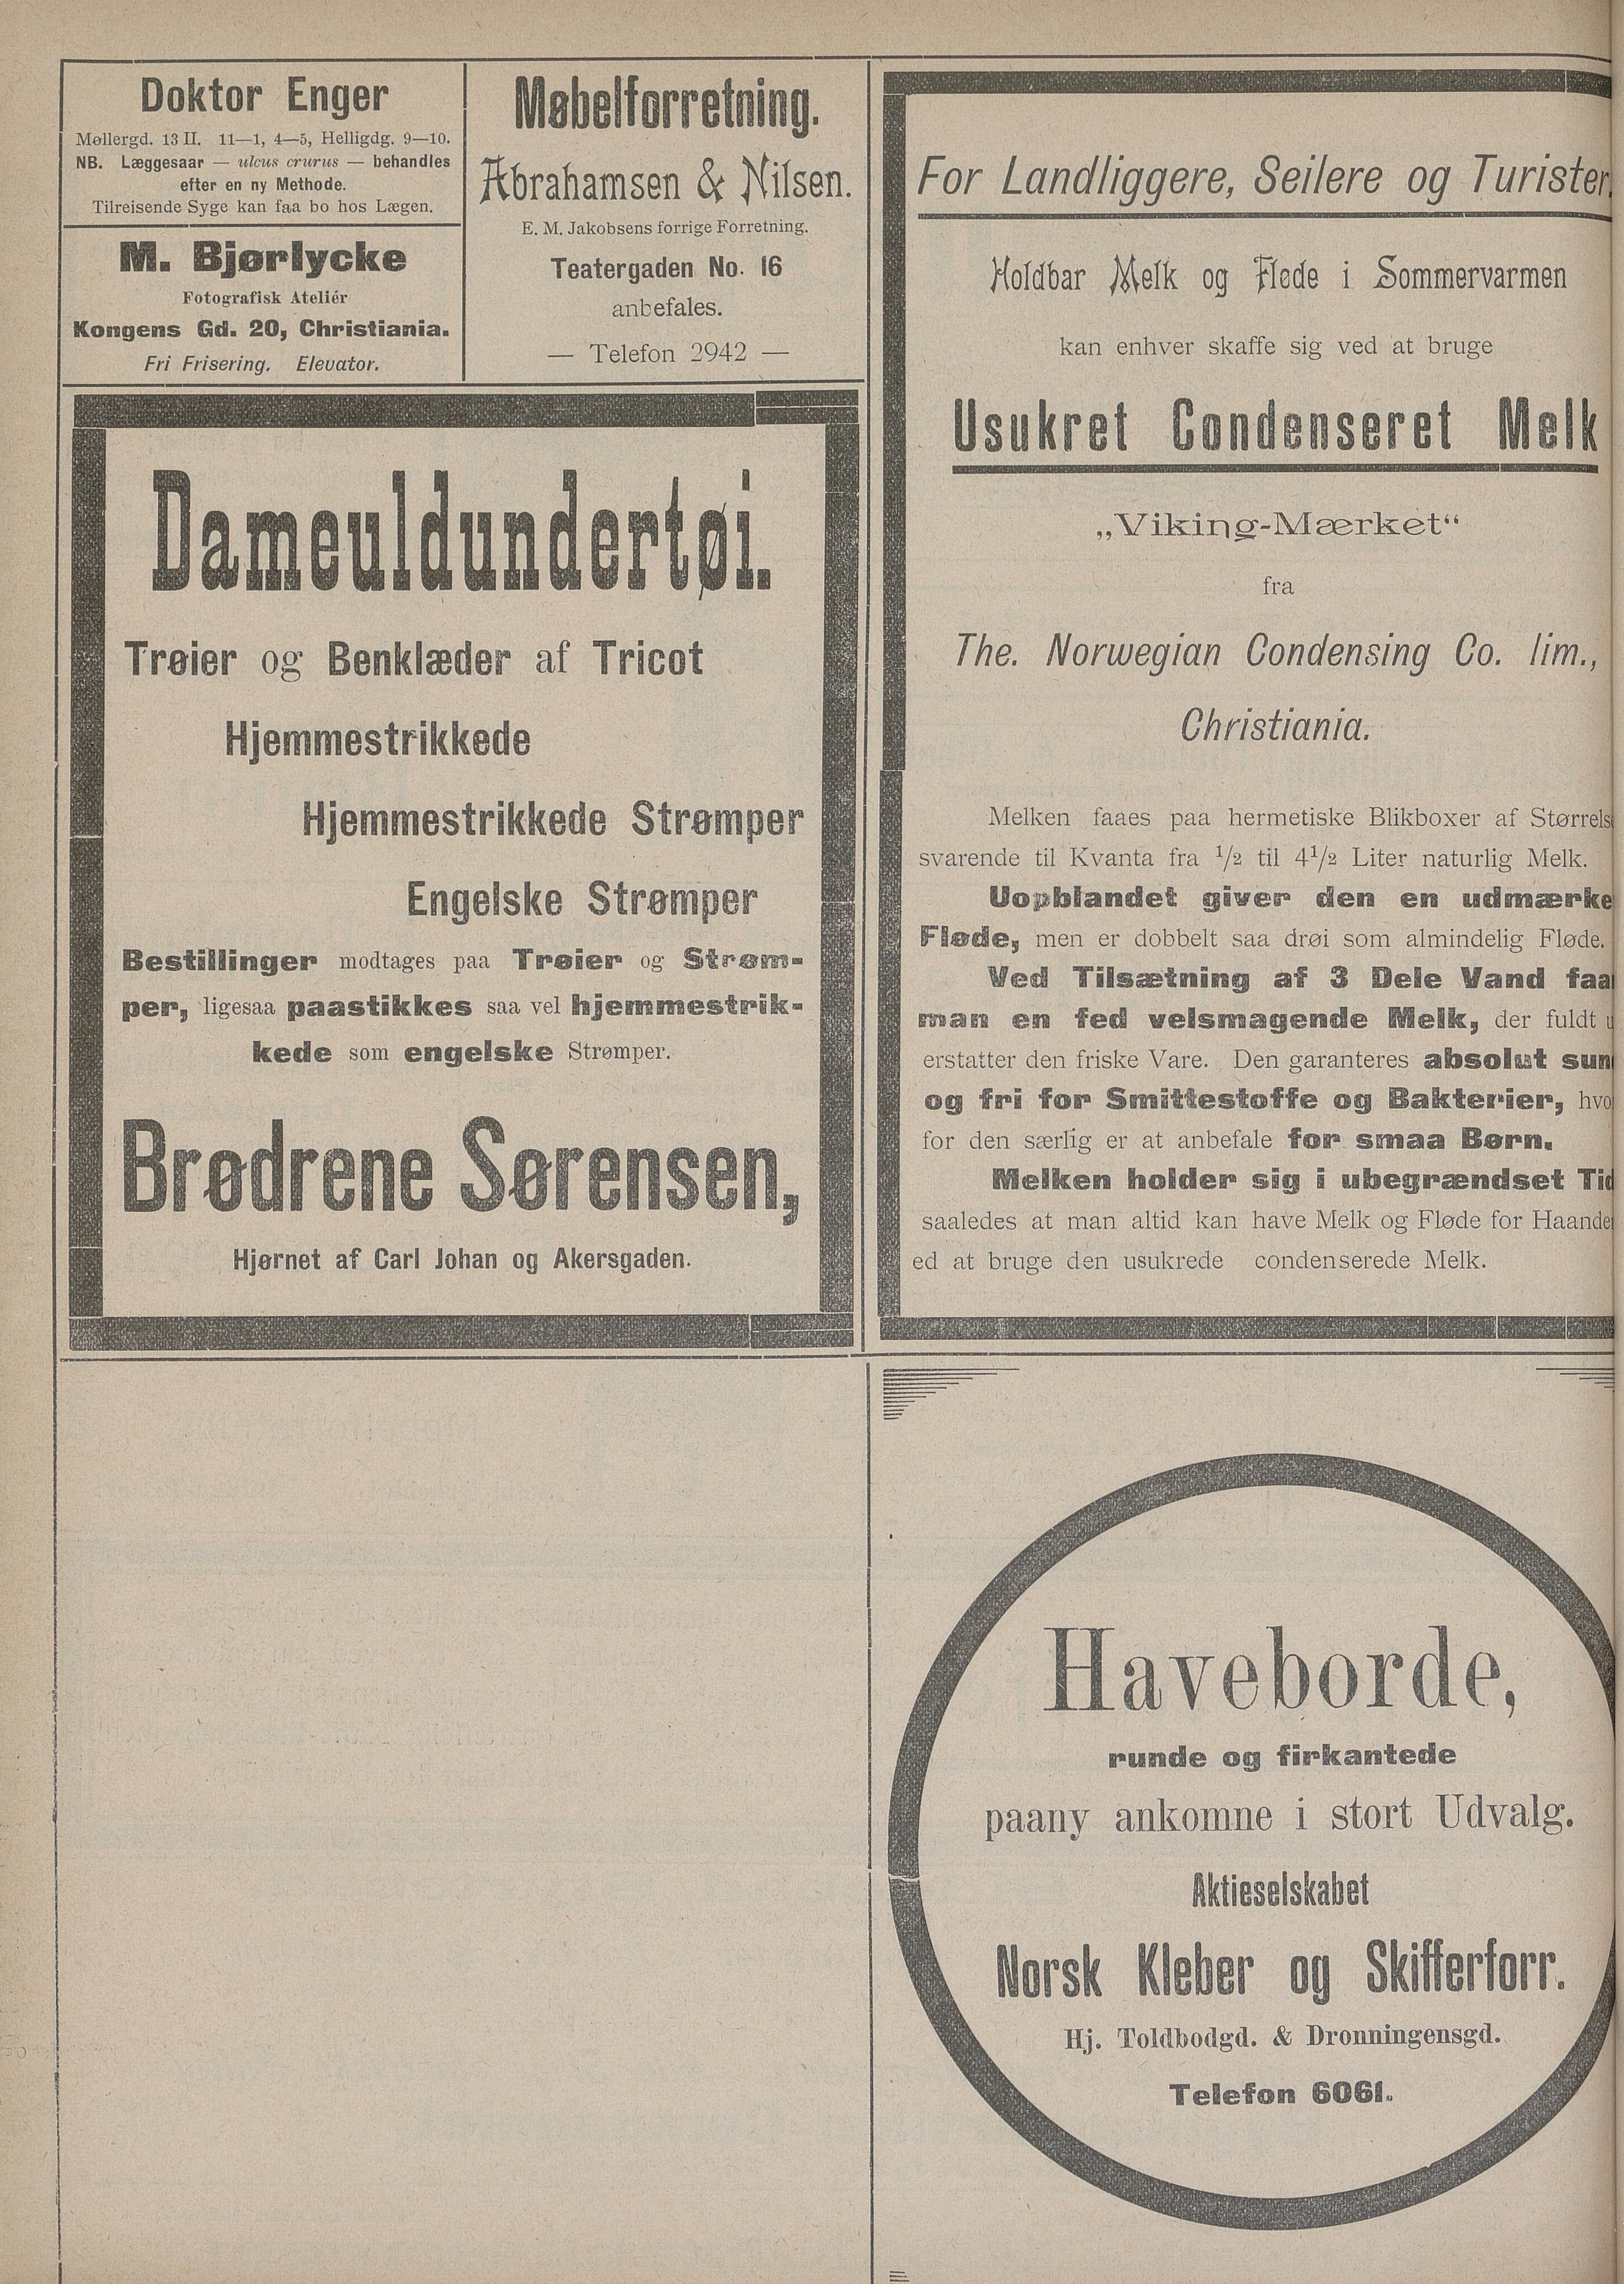 Doktor Enger
Møllergd. 13 II. 11—1, 4—5, Helligdg. 9—10.
NB. Læggesaar — ulcus crurus — behandles
efter en ny Methode.
Tilreisende Syge kan faa bo hos Lægen.
M. Bjørlycke
Fotografisk Ateliér
Kongens Gd. 20, Christiania.
Fri Frisering. Elevator.
Møbelforretning.
Abrahamsen & Nilsen.
E. M. Jakobsens forrige Forretning.
Teatergaden No. 16
anbefales.
— Telefon 2942 —
Dameuldundertøi.
Trøier og Benklæder af Tricot
Hjemmestrikkede
Hjemmestrikkede Strømper
Engelske Strømper
Bestillinger modtages paa Trøier og Strøm-
per, ligesaa paastikkes saa vel hjemmestrik-
kede som engelske Strømper.
Brødrene Sørensen,
Hjørnet af Carl Johan og Akersgaden.
For Landliggere, Seilere og Turister.
Holdbar Melk og Fløde i Sommervarmen
kan enhver skaffe sig ved at bruge
Usukret Condenseret Melk
„Viking-Mærket“
fra
The. Norwegian Condensing Co. lim.,
Christiania.
Melken faaes paa hermetiske Blikboxer af Størrels
svarende til Kvanta fra 1/2 til 4 1/2 Liter naturlig Melk.
Uopblandet giver den en udmærke
Fløde, men er dobbelt saa drøi som almindelig Fløde.
Ved Tilsætning af 3 Dele Vand faa
man en fed velsmagende Melk, der fuldt u
erstatter den friske Vare. Den garanteres absolut sun
og fri for Smittestoffe og Bakterier, hvo
for den særlig er at anbefale for smaa Børn.
Melken holder sig i ubegrændset Tid
saaledes at man altid kan have Melk og Fløde for Haande
ed at bruge den usukrede condenserede Melk.
Haveborde,
runde og firkantede
paany ankomne i stort Udvalg.
Aktieselskabet
Norsk Kleber og Skifferforr.
Hj. Toldbodgd. & Dronningensgd.
Telefon 6061.